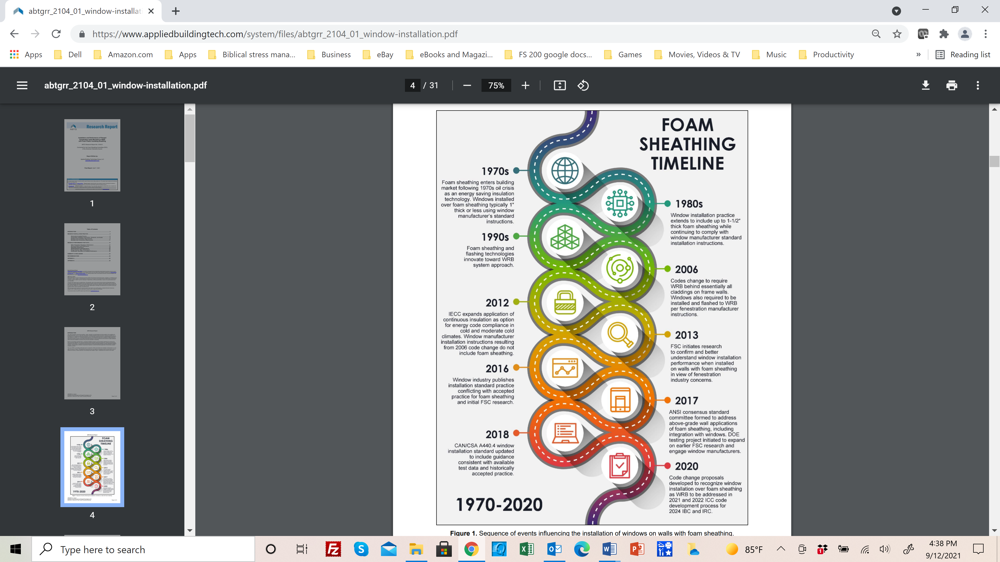 abtgrr_2104_01_window-installat
https://www.appliedbuildingtech.com/system/files/abtgrr_2104_01_window-installation.pdf
Apps
Dell
Amazon.com
Apps
Biblical stress mana...
Business
eBay
eBooks and Magazi...
FS 200 google docs...
Games
Movies, Videos & TV
Music
Productivity
»
Reading list
abtgrr_2104_01_window-installation.pdf
4 / 31
75%
Research Report
1
2
3
4
FOAM
SHEATHING
TIMELINE
1970s
Foam sheathing enters building
market following 1970s oil crisis
as an energy saving insulation
technology. Windows installed
over foam sheathing typically 1"
thick or less using window
manufacturer's standard
instructions.
1980s
Window installation practice
extends to include up to 1-1/2"
thick foam sheathing while
continuing to comply with
window manufacturer standard
installation instructions.
1990s
Foam sheathing and
flashing technologies
innovate toward WRB
system approach.
2006
Codes change to require
WRB behind essentially all
claddings on frame walls.
Windows also required to be
installed and flashed to WRB
per fenestration manufacturer
instructions.
2012
IECC expands application of
continuous insulation as option
for energy code compliance in
cold and moderate cold
climates. Window manufacturer
installation instructions resulting
from 2006 code change do not
include foam sheathing.
2013
FSC initiates research
to confirm and better
understand window installation
performance when installed
on walls with foam sheathing
in view of fenestration
industry concerns.
2016
Window industry publishes
installation standard practice
conflicting with accepted
practice for foam sheathing
and initial FSC research.
2017
ANSI consensus standard
committee formed to address
above-grade wall applications
of foam sheathing, including
integration with windows. DOE
testing project initiated to expand
on earlier FSC research and
engage window manufacturers.
2018
CAN/CSA A440.4 window
installation standard updated
to include guidance
consistent with available
test data and historically
accepted practice.
2020
Code change proposals
developed to recognize window
installation over foam sheathing
as WRB to be addressed in
2021 and 2022 ICC code
development process for
2024 IBC and IRC.
1970-2020
Figure 1. Sequence of events influencing the installation of windows on walls with foam sheathing.
Type here to search
85°F
4:38 PM
9/12/2021